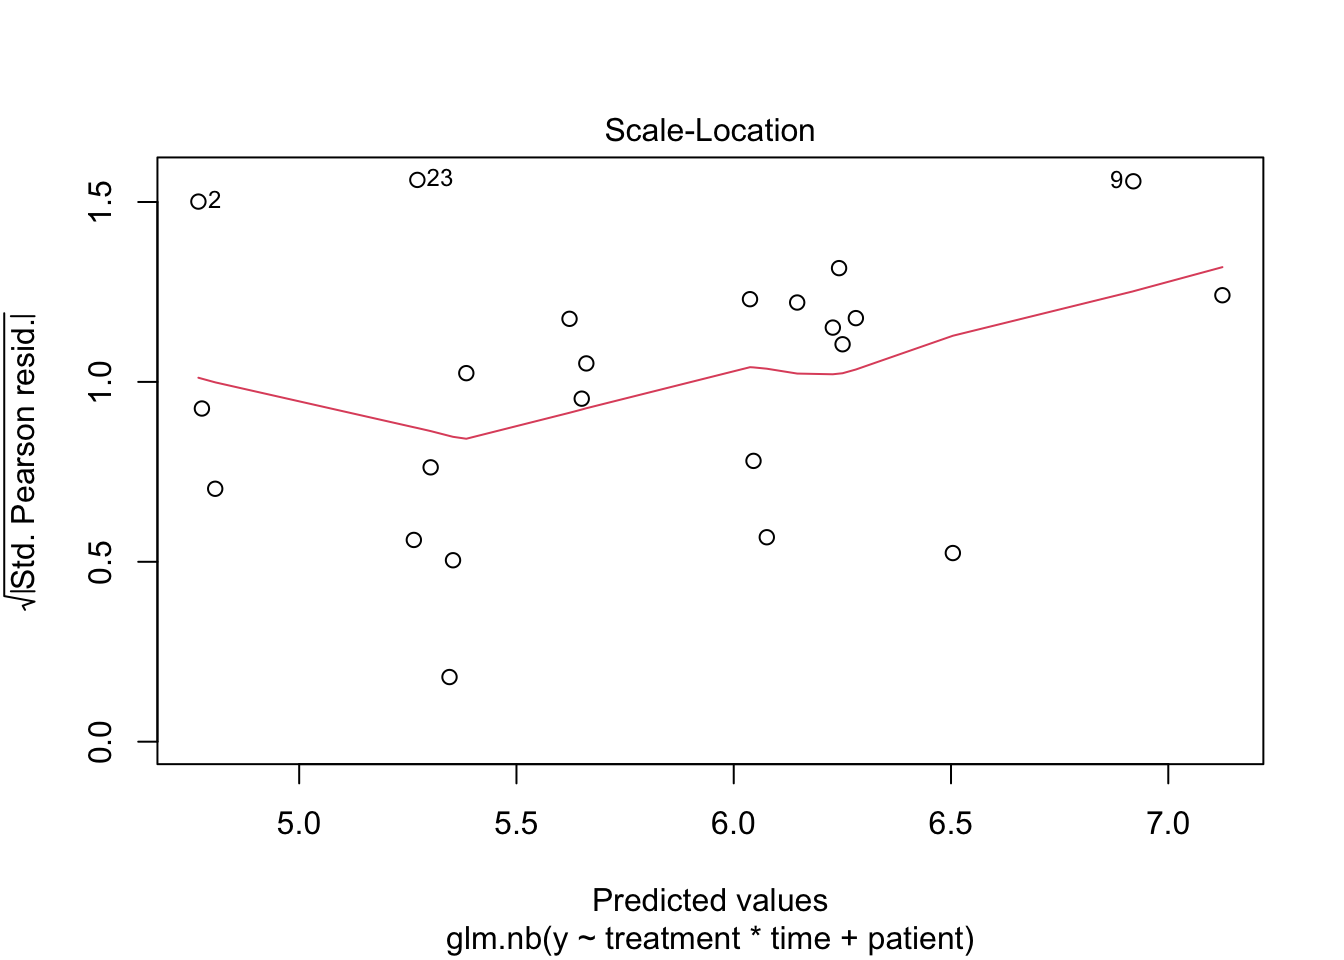 Scale-Location
√|Std. Pearson resid.|
1.5
1.0
0.5
0.0
2
23
9
5.0 5.5 6.0 6.5 7.0
Predicted values
glm.nb(y ~ treatment * time + patient)